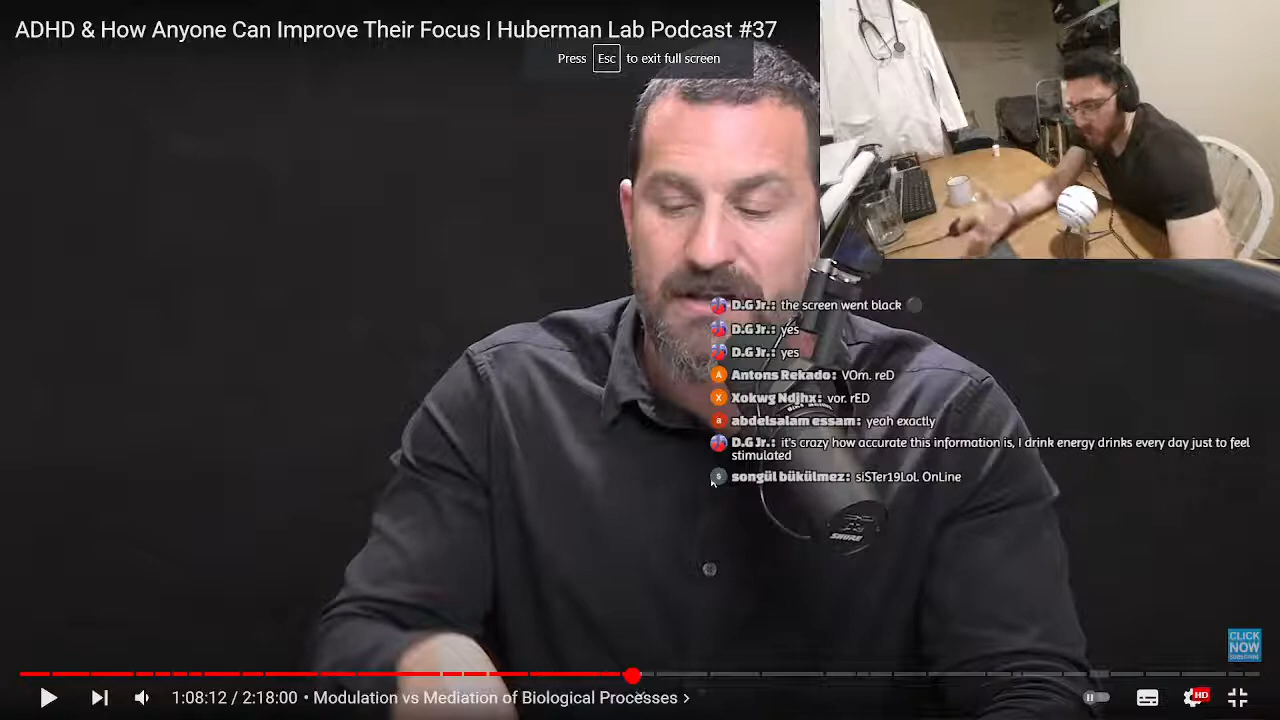 ADHD & How Anyone Can Improve Their Focus | Huberman Lab Podcast #37
Press Esc to exit full screen
D.G Jr.: the screen went black
D.G Jr.: yes
D.G Jr.: yes
A Antons Rekado: VOm. reD
X Xokwg Ndjhx: vor. rED
a abdelsalam essam: yeah exactly
D.G Jr.: it's crazy how accurate this information is, I drink energy drinks every day just to feel
stimulated
s songül bükülmez: siSTer19Lol. OnLine
SHURE
CLICK
NOW
SUBSCRIBE
1:08:12 / 2:18:00 • Modulation vs Mediation of Biological Processes >
HD